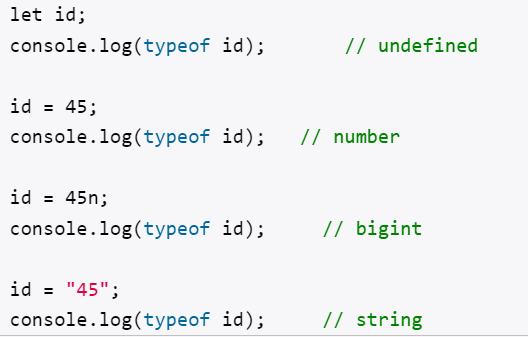 let id;
console.log(typeof id);       // undefined
id = 45;
console.log(typeof id);   // number
id = 45n;
console.log(typeof id);     // bigint
id = "45";
console.log(typeof id);     // string